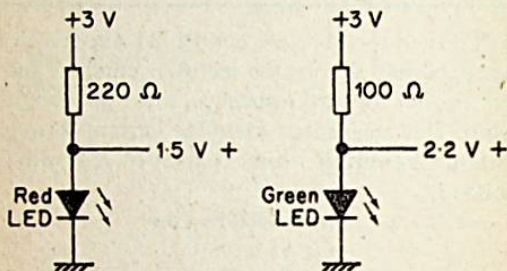 +3 V
220 Ω
1·5 V +
Red
LED
+3 V
100 Ω
2·2 V +
Green
LED